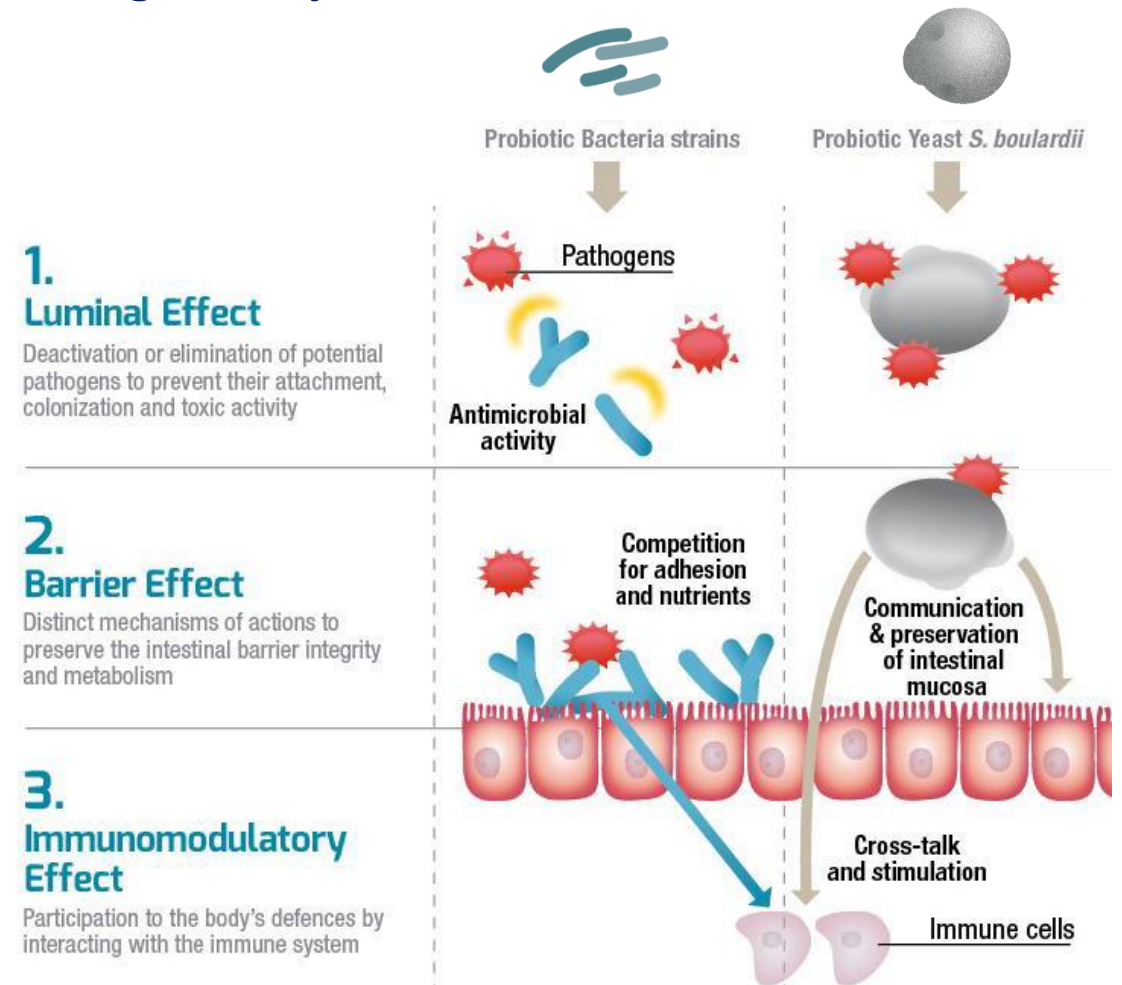 Probiotic Bacteria strains
Probiotic Yeast S. boulardii
1.
Luminal Effect
Deactivation or elimination of potential
pathogens to prevent their attachment,
colonization and toxic activity
Pathogens
Antimicrobial
activity
2.
Barrier Effect
Distinct mechanisms of actions to
preserve the intestinal barrier integrity
and metabolism
Competition
for adhesion
and nutrients
Communication
& preservation
of intestinal
mucosa
3.
Immunomodulatory
Effect
Participation to the body's defences by
interacting with the immune system
Cross-talk
and stimulation
Immune cells